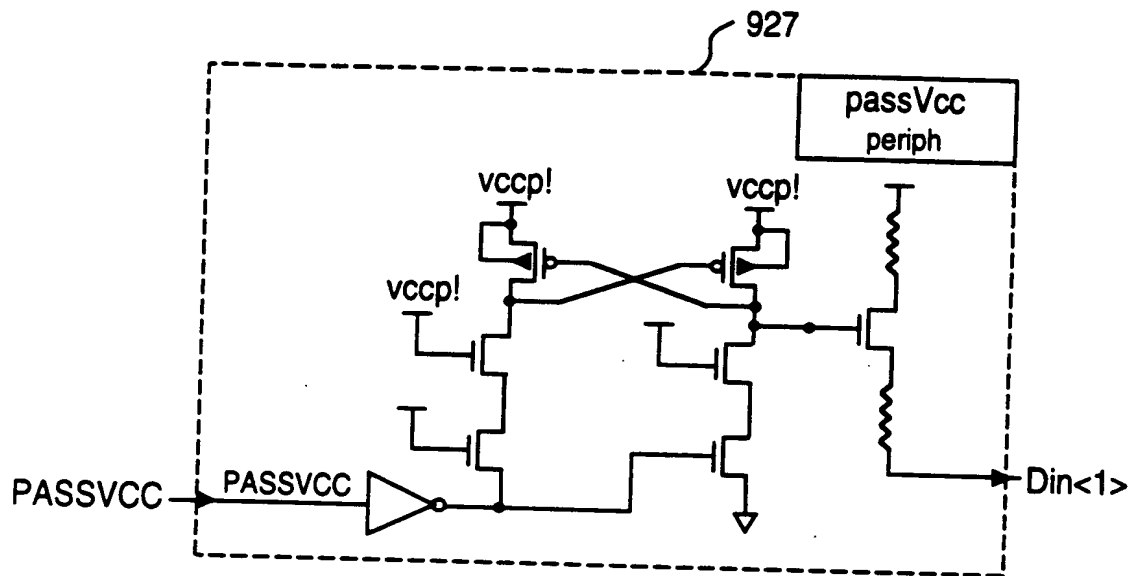 927
passVcc
periph
vccp!
vccp!
vccp!
PASSVCC
PASSVCC
Din<1>